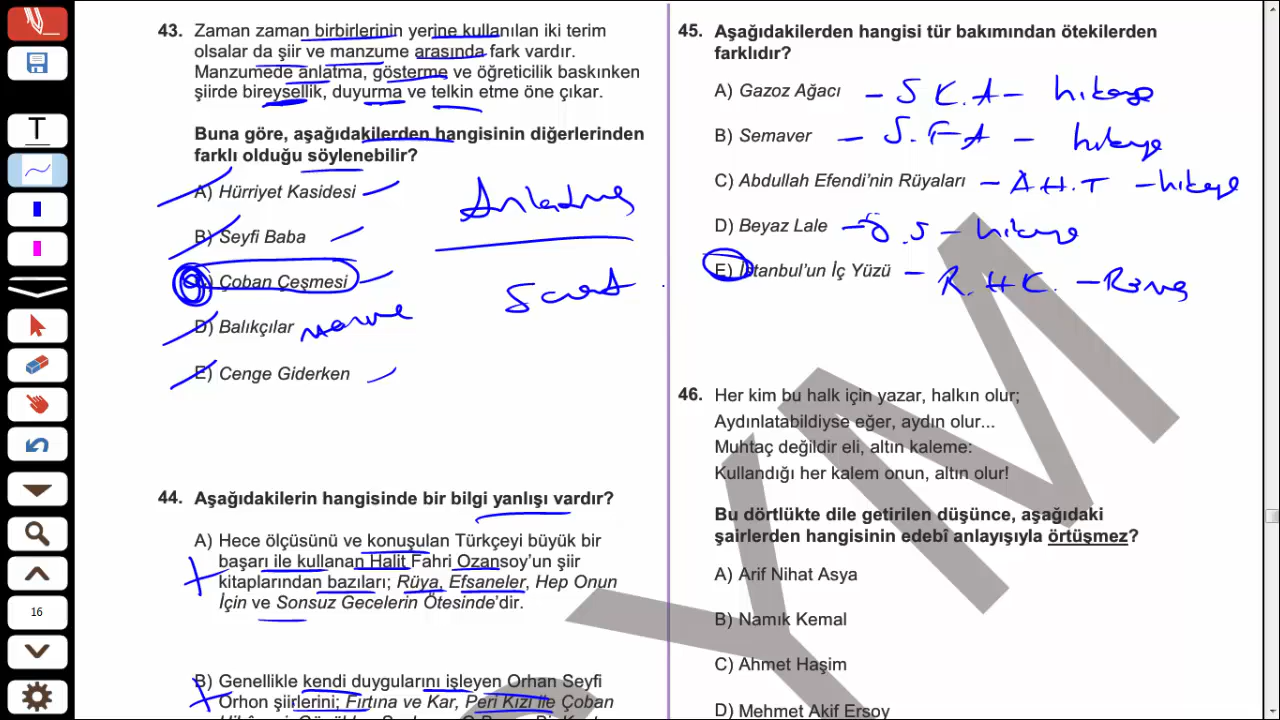 43. Zaman zaman birbirlerinin yerine kullanılan iki terim
olsalar da şiir ve manzume arasında fark vardır.
Manzumede anlatma, gösterme ve öğreticilik baskınken
şiirde bireysellik, duyurma ve telkin etme öne çıkar.
Buna göre, aşağıdakilerden hangisinin diğerlerinden
farklı olduğu söylenebilir?
A) Hürriyet Kasidesi
B) Seyfi Baba
C) Çoban Çeşmesi
D) Balıkçılar
E) Cenge Giderken
44. Aşağıdakilerin hangisinde bir bilgi yanlışı vardır?
A) Hece ölçüsünü ve konuşulan Türkçeyi büyük bir
başarı ile kullanan Halit Fahri Ozansoy’un şiir
kitaplarından bazıları; Rüya, Efsaneler, Hep Onun
İçin ve Sonsuz Gecelerin Ötesinde’dir.
B) Genellikle kendi duygularını işleyen Orhan Seyfi
Orhon şiirlerini; Fırtına ve Kar, Peri Kızı ile Çoban
45. Aşağıdakilerden hangisi tür bakımından ötekilerden
farklıdır?
A) Gazoz Ağacı – S K.A – hikaye
B) Semaver – S.F A – hikaye
C) Abdullah Efendi’nin Rüyaları – A.H.T – hikaye
D) Beyaz Lale – Ö.S – hikaye
E) İstanbul’un İç Yüzü – R.H.K. –
46. Her kim bu halk için yazar, halkın olur;
Aydınlatabildiyse eğer, aydın olur...
Muhtaç değildir eli, altın kaleme:
Kullandığı her kalem onun, altın olur!
Bu dörtlükte dile getirilen düşünce, aşağıdaki
şairlerden hangisinin edebî anlayışıyla örtüşmez?
A) Arif Nihat Asya
B) Namık Kemal
C) Ahmet Haşim
D) Mehmet Akif Ersoy
T
16